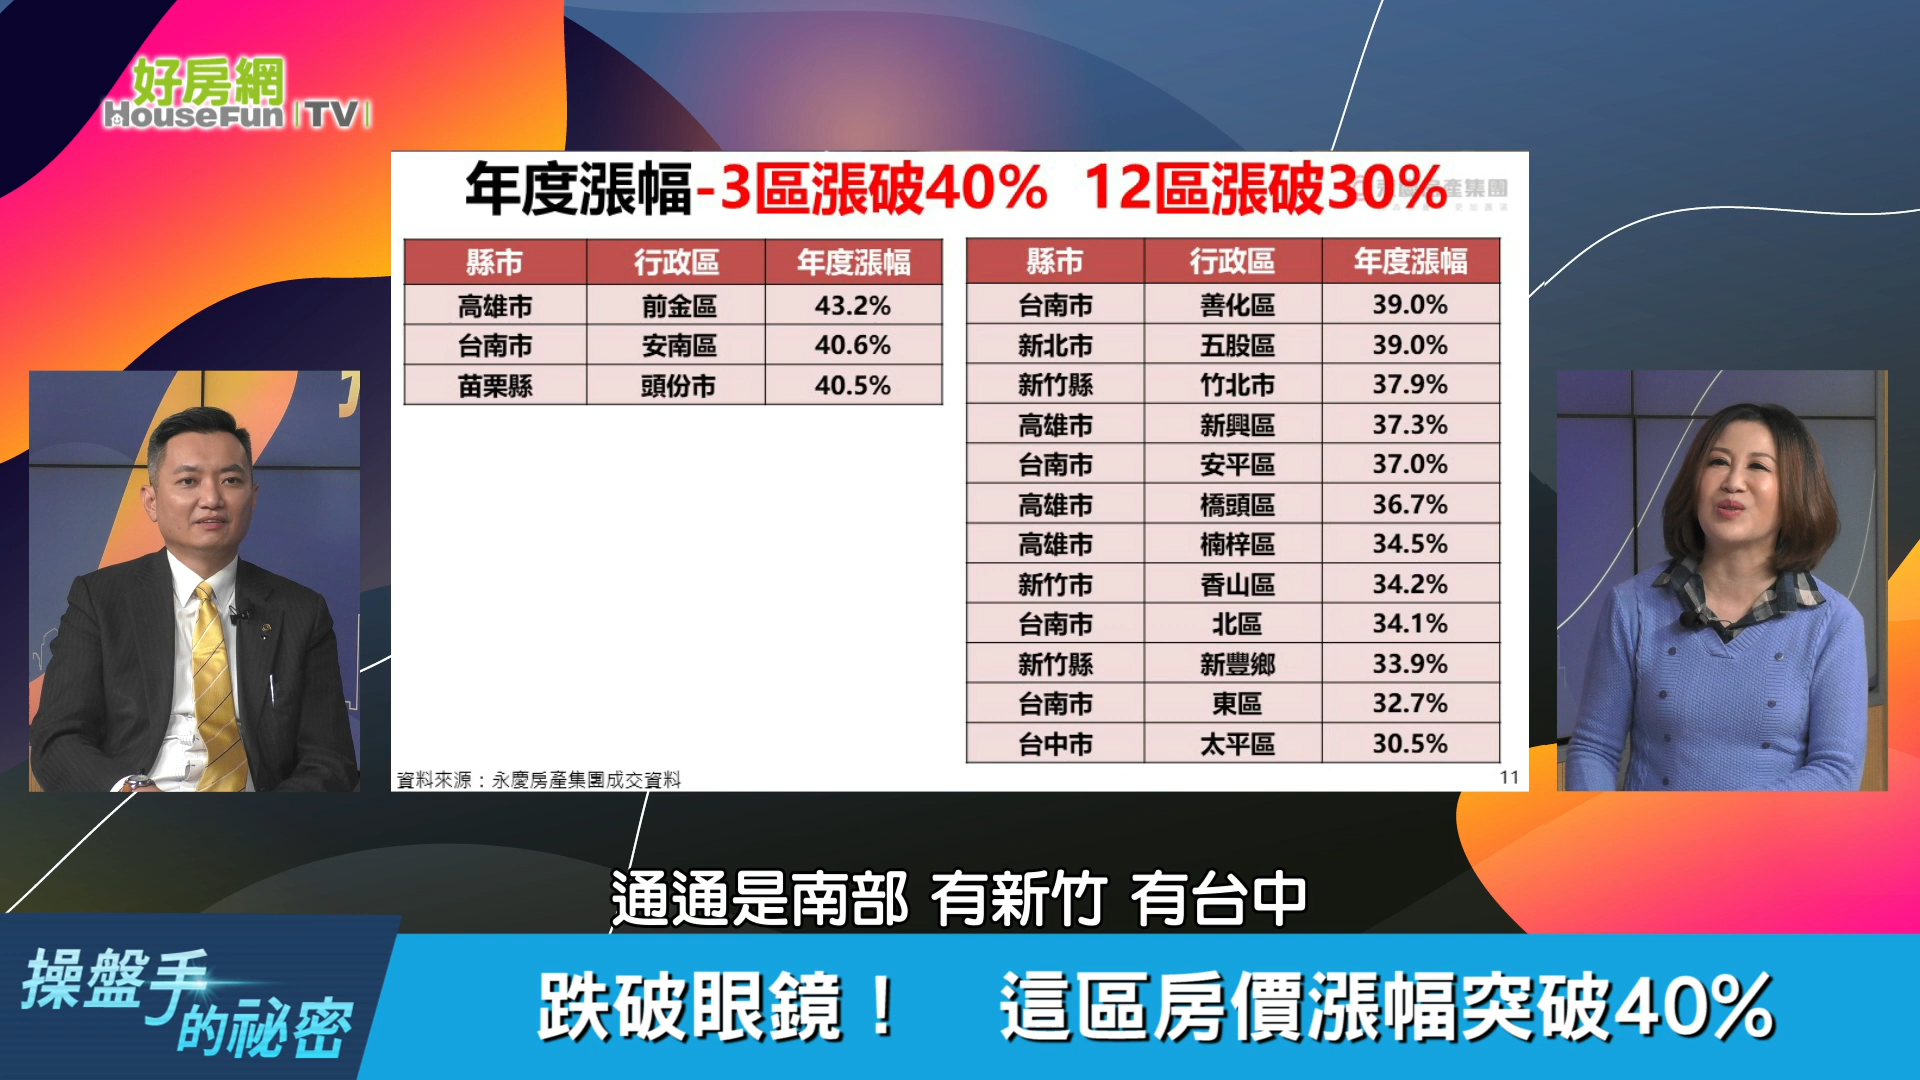 好房網
HouseFun TV
年度漲幅-3區漲破40% 12區漲破30%
縣市 行政區 年度漲幅
高雄市 前金區 43.2%
台南市 安南區 40.6%
苗栗縣 頭份市 40.5%
縣市 行政區 年度漲幅
台南市 善化區 39.0%
新北市 五股區 39.0%
新竹縣 竹北市 37.9%
高雄市 新興區 37.3%
台南市 安平區 37.0%
高雄市 橋頭區 36.7%
高雄市 楠梓區 34.5%
新竹市 香山區 34.2%
台南市 北區 34.1%
新竹縣 新豐鄉 33.9%
台南市 東區 32.7%
台中市 太平區 30.5%
資料來源：永慶房產集團成交資料
11
通通是南部 有新竹 有台中
操盤手的祕密
跌破眼鏡！ 這區房價漲幅突破40%